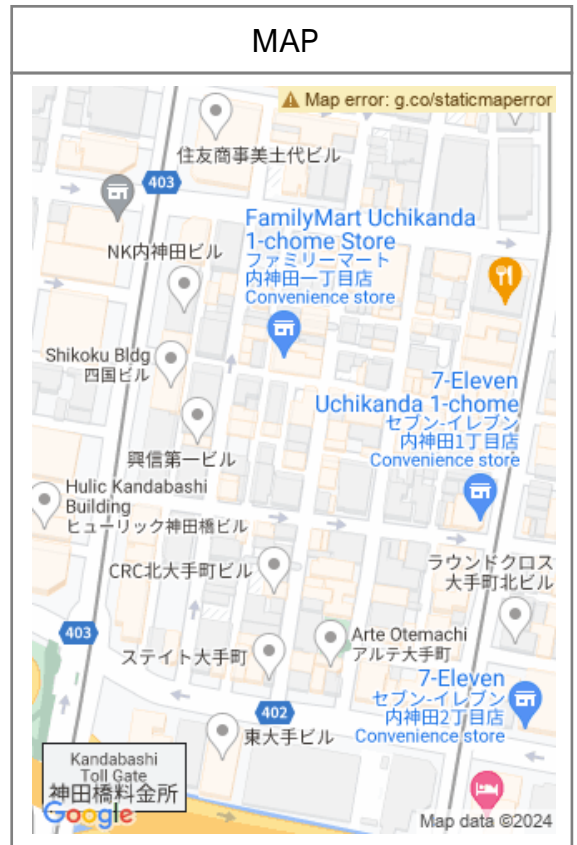 MAP
Map error: g.co/staticmaperror
住友商事美土代ビル
403
FamilyMart Uchikanda
1-chome Store
ファミリーマート
内神田一丁目店
Convenience store
NK内神田ビル
Shikoku Bldg
四国ビル
7-Eleven
Uchikanda 1-chome
セブン-イレブン
内神田1丁目店
Convenience store
興信第一ビル
Hulic Kandabashi
Building
ヒューリック神田橋ビル
CRC北大手町ビル
ラウンドクロス
大手町北ビル
403
Arte Otemachi
アルテ大手町
ステイト大手町
7-Eleven
セブン-イレブン
内神田2丁目店
Convenience store
402
東大手ビル
Kandabashi
Toll Gate
神田橋料金所
Google
Map data ©2024